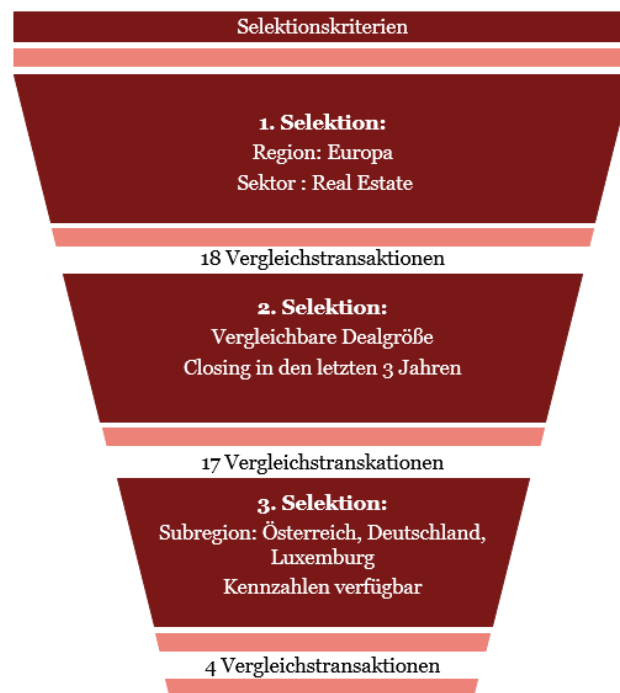 Selektionskriterien
1. Selektion:
Region: Europa
Sektor : Real Estate
18 Vergleichstransaktionen
2. Selektion:
Vergleichbare Dealgröße
Closing in den letzten 3 Jahren
17 Vergleichstranskationen
3. Selektion:
Subregion: Österreich, Deutschland,
Luxemburg
Kennzahlen verfügbar
4 Vergleichstransaktionen